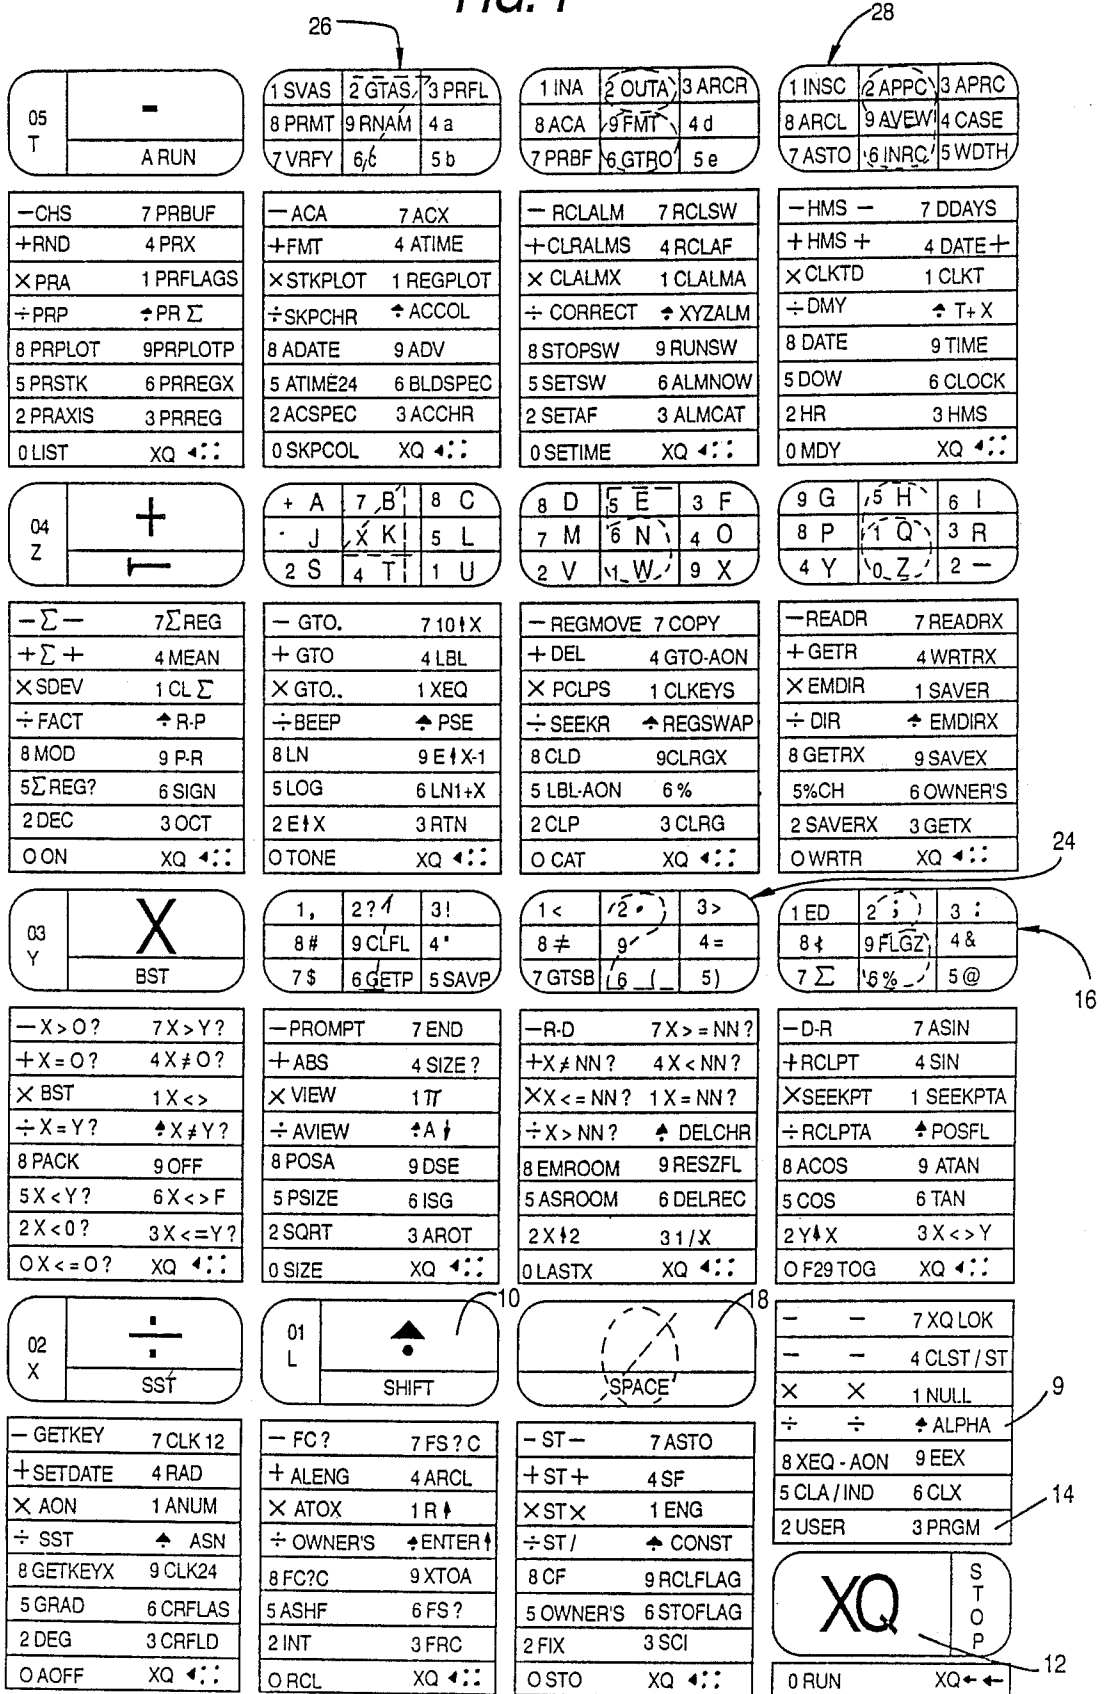 FIG. 1
26
28
05
T
-
A RUN
1 SVAS 2 GTAS 3 PRFL
8 PRMT 9 RNAM 4 a
7 VRFY 6 c 5 b
1 INA 2 OUTA 3 ARCR
8 ACA 9 FMT 4 d
7 PRBF 6 GTRO 5 e
1 INSC 2 APPC 3 APRC
8 ARCL 9 AVEW 4 CASE
7 ASTO 6 INRC 5 WDTH
-CHS 7 PRBUF
+RND 4 PRX
×PRA 1 PRFLAGS
÷PRP PR Σ
8 PRPLOT 9PRPLOTP
5 PRSTK 6 PRREGX
2 PRAXIS 3 PRREG
0 LIST XQ
-ACA 7 ACX
+FMT 4 ATIME
×STKPLOT 1 REGPLOT
÷SKPCHR ACCOL
8 ADATE 9 ADV
5 ATIME24 6 BLDSPEC
2 ACSPEC 3 ACCHR
0 SKPCOL XQ
- RCLALM 7 RCLSW
+CLRALMS 4 RCLAF
× CLALMX 1 CLALMA
÷ CORRECT XYZALM
8 STOPSW 9 RUNSW
5 SETSW 6 ALMNOW
2 SETAF 3 ALMCAT
0 SETIME XQ
-HMS - 7 DDAYS
+ HMS + 4 DATE+
×CLKTD 1 CLKT
÷DMY T+X
8 DATE 9 TIME
5 DOW 6 CLOCK
2 HR 3 HMS
0 MDY XQ
04
Z
+
+ A 7 B 8 C
· J X K 5 L
2 S 4 T 1 U
8 D 5 E 3 F
7 M 6 N 4 O
2 V 1 W 9 X
9 G 5 H 6 I
8 P 1 Q 3 R
4 Y 0 Z 2 —
-Σ- 7ΣREG
+Σ+ 4 MEAN
×SDEV 1 CL Σ
÷FACT R-P
8 MOD 9 P-R
5ΣREG? 6 SIGN
2 DEC 3 OCT
0 ON XQ
- GTO. 7 10↑X
+ GTO 4 LBL
×GTO.. 1 XEQ
÷BEEP PSE
8 LN 9 E↑X-1
5 LOG 6 LN1+X
2 E↑X 3 RTN
0 TONE XQ
- REGMOVE 7 COPY
+DEL 4 GTO-AON
× PCLPS 1 CLKEYS
÷SEEKR REGSWAP
8 CLD 9CLRGX
5 LBL-AON 6 %
2 CLP 3 CLRG
0 CAT XQ
-READR 7 READRX
+GETR 4 WRTRX
×EMDIR 1 SAVER
÷ DIR EMDIRX
8 GETRX 9 SAVEX
5%CH 6 OWNER'S
2 SAVERX 3 GETX
0 WRTR XQ
24
03
Y
X
BST
1 , 2 ? 3 !
8 # 9 CLFL 4 "
7 $ 6 GETP 5 SAVP
1 < 2 · 3 >
8 ≠ 9 4 =
7 GTSB 6 ( 5 )
1 ED 2 ; 3 :
8 9 FLGZ 4 &
7 Σ 6 % 5 @
16
-X>O? 7 X>Y?
+X=O? 4X≠O?
× BST 1 X<>
÷X=Y? X≠Y?
8 PACK 9 OFF
5 X<Y? 6 X<>F
2 X<0? 3 X<=Y?
0 X<=O? XQ
-PROMPT 7 END
+ABS 4 SIZE ?
×VIEW 1 π
÷ AVIEW A
8 POSA 9 DSE
5 PSIZE 6 ISG
2 SQRT 3 AROT
0 SIZE XQ
-R-D 7 X>=NN?
+X≠NN? 4 X<NN?
×X<=NN? 1 X=NN?
÷X>NN? DELCHR
8 EMROOM 9 RESZFL
5 ASROOM 6 DELREC
2 X↑2 3 1/X
0 LASTX XQ
-D-R 7 ASIN
+RCLPT 4 SIN
×SEEKPT 1 SEEKPTA
÷RCLPTA POSFL
8 ACOS 9 ATAN
5 COS 6 TAN
2 Y↑X 3 X<>Y
0 F29 TOG XQ
02
X
÷
SST
01
L
SHIFT
10
SPACE
18
- - 7 XQ LOK
- - 4 CLST / ST
× × 1 NULL
÷ ÷ ALPHA
8 XEQ - AON 9 EEX
5 CLA / IND 6 CLX
2 USER 3 PRGM
9
14
- GETKEY 7 CLK 12
+SETDATE 4 RAD
× AON 1 ANUM
÷ SST ASN
8 GETKEYX 9 CLK24
5 GRAD 6 CRFLAS
2 DEG 3 CRFLD
0 AOFF XQ
- FC ? 7 FS ? C
+ ALENG 4 ARCL
× ATOX 1 R↑
÷ OWNER'S ENTER↑
8 FC?C 9 XTOA
5 ASHF 6 FS ?
2 INT 3 FRC
0 RCL XQ
- ST- 7 ASTO
+ST+ 4 SF
×ST× 1 ENG
÷ST/ CONST
8 CF 9 RCLFLAG
5 OWNER'S 6 STOFLAG
2 FIX 3 SCI
0 STO XQ
XQ
STOP
12
0 RUN XQ←←